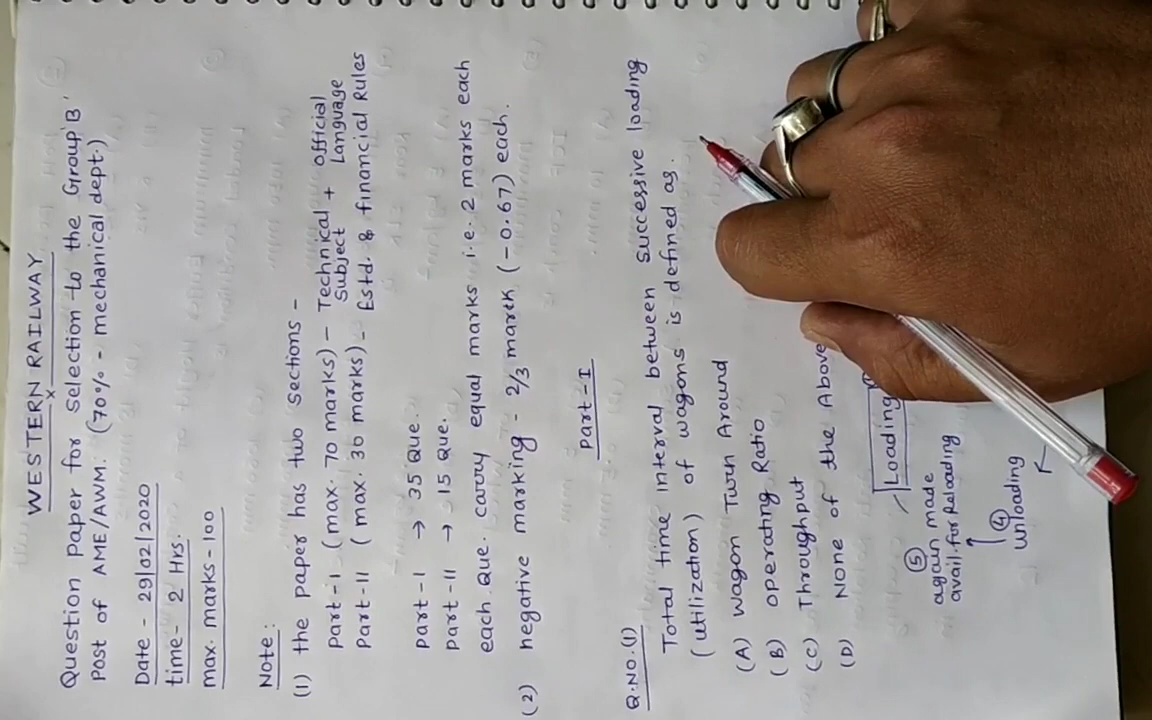 WESTERN RAILWAY
x
Question Paper for selection to the Group'B'
Post of AME/AWM. (70% - mechanical dept.)
Date - 29/02/2020
time- 2 Hrs.
max. marks - 100
Note:
(1) the paper has two sections -
part-I (max. 70 marks) - Technical Subject + Official Language
part-II (max. 30 marks) - Estd. & financial Rules
part-I → 35 Que.
part-II → 15 Que.
each Que. carry equal marks i.e. 2 marks each
(2) negative marking - 2/3 mark (-0.67) each.
Part-I
Q.NO.(1)
Total time interval between successive loading
(utilization) of wagons is defined as.
(A) Wagon Turn Around
(B) Operating Ratio
(C) Throughput
(D) None of the Above
Loading
⑤
again made
avail. for Reloading
④
unloading